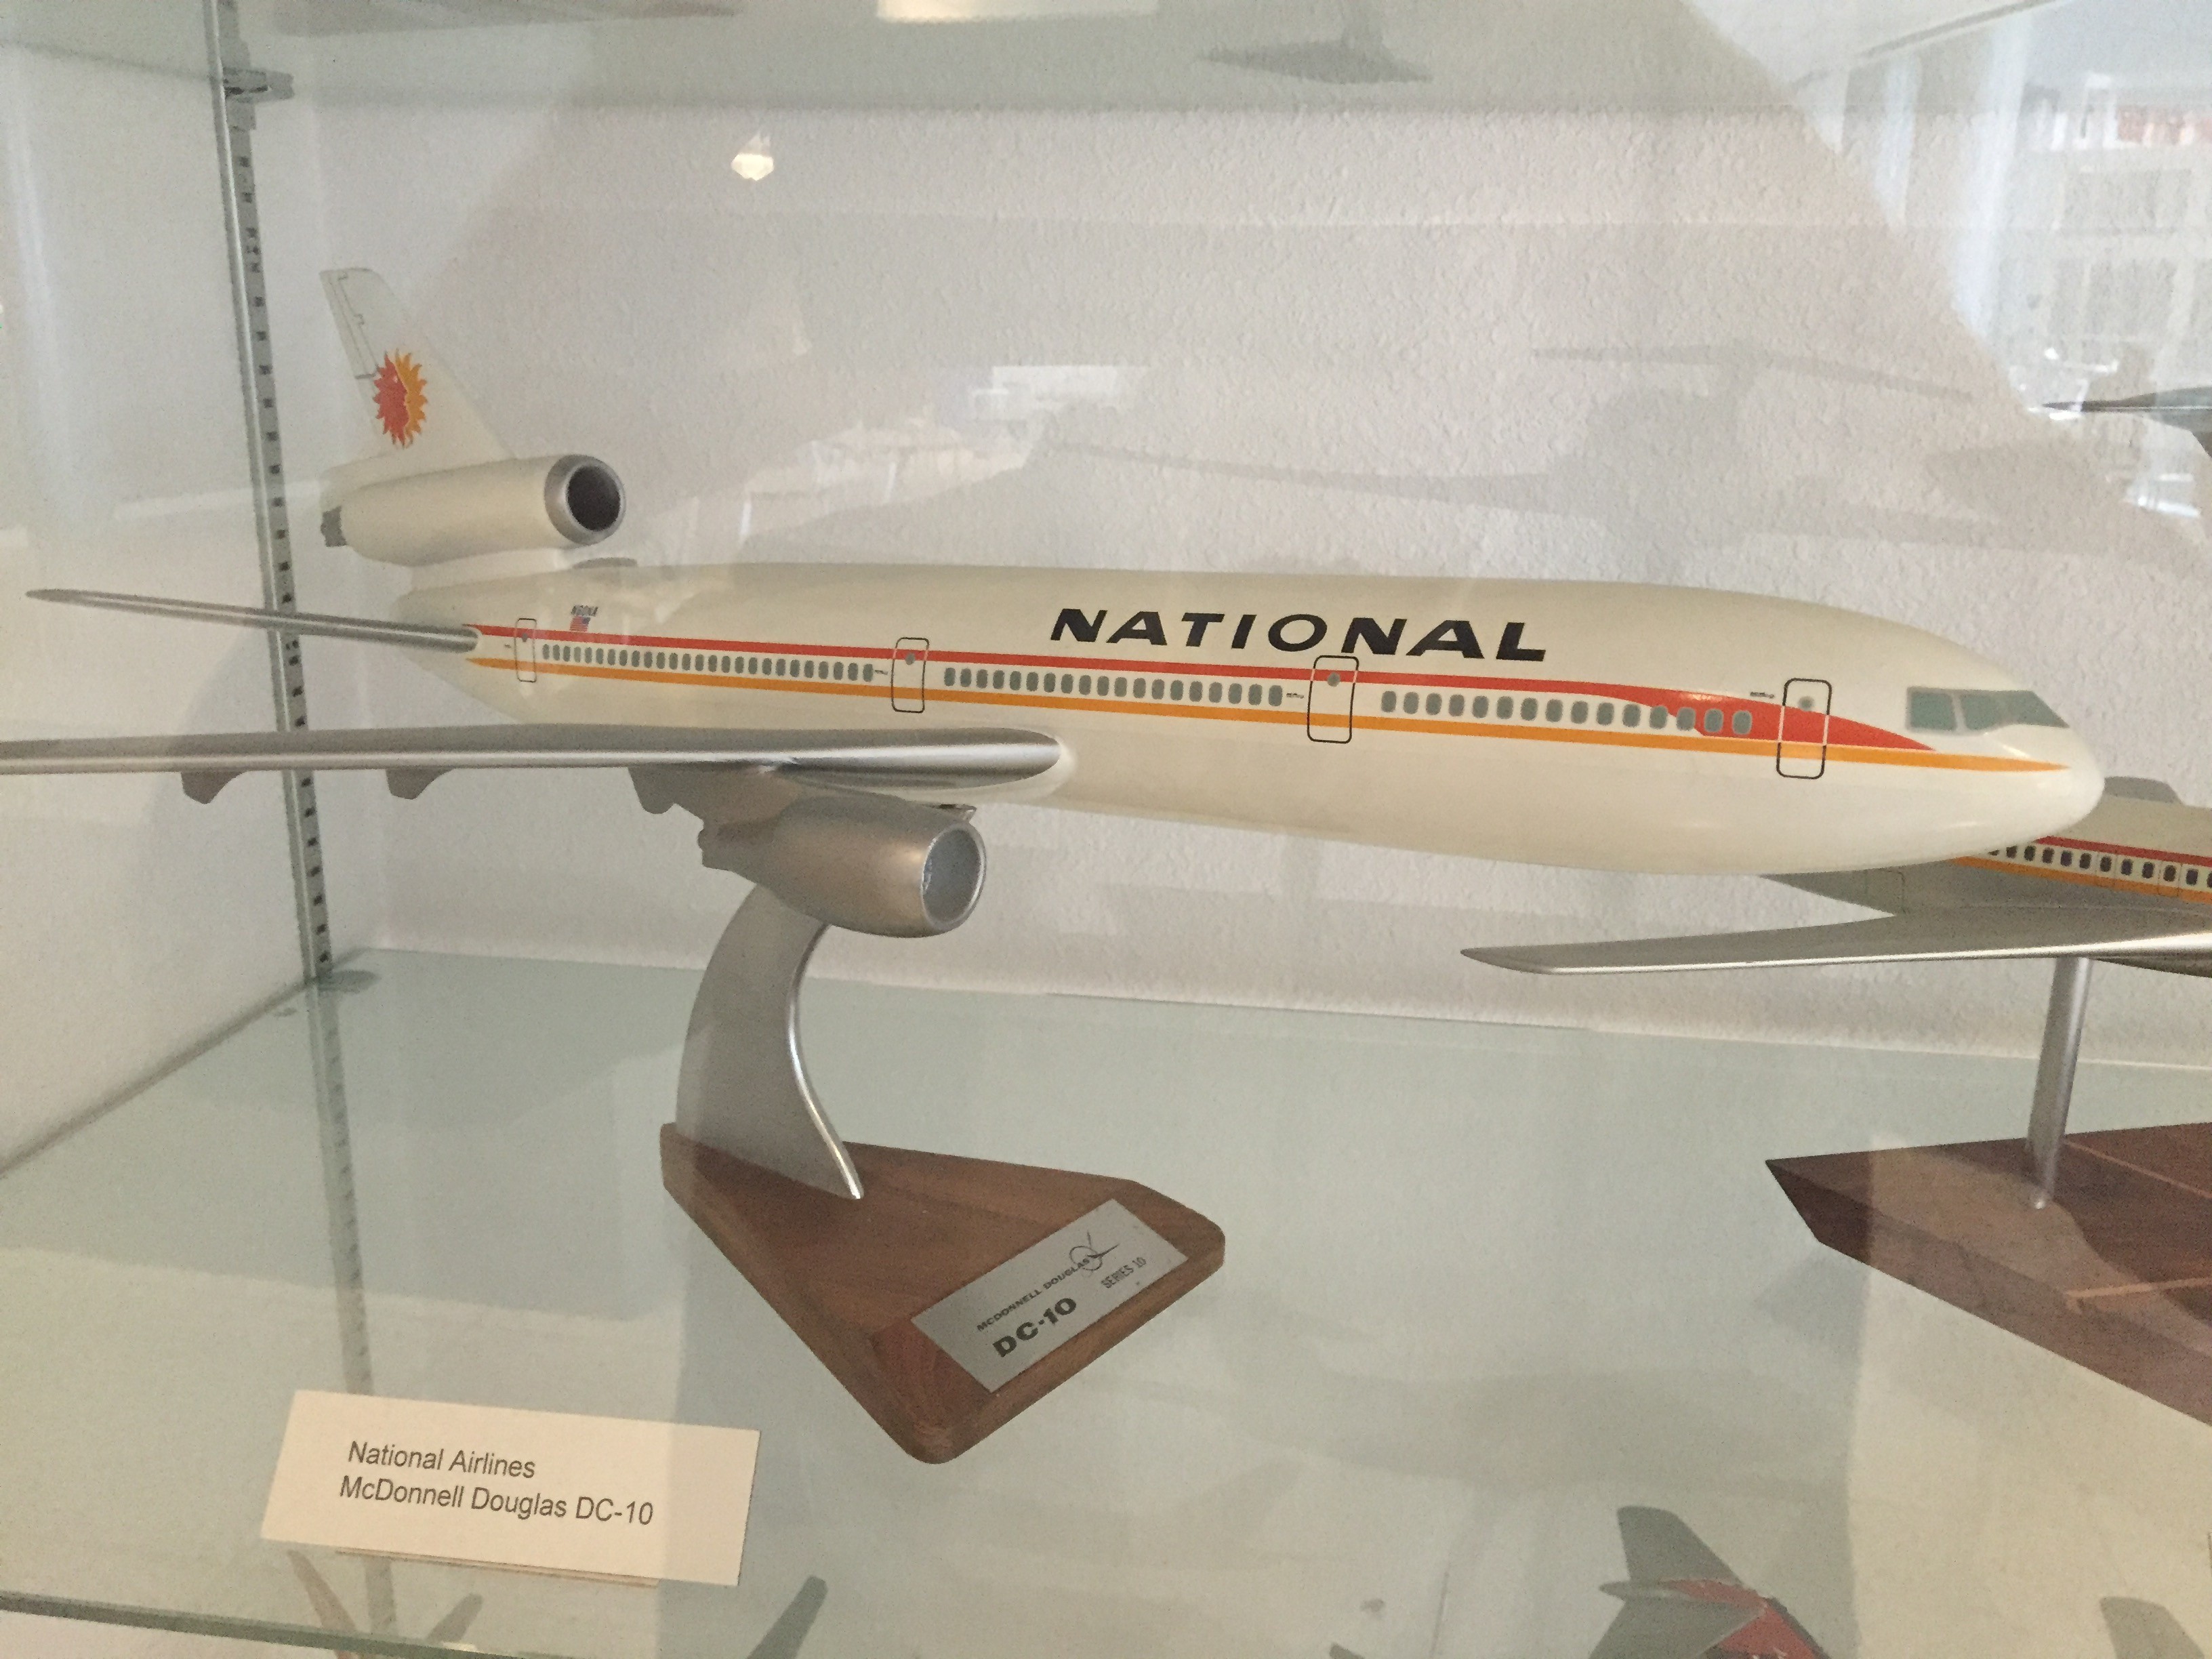 NATIONAL
MCDONNELL DOUGLAS
DC-10 SERIES 10
National Airlines
McDonnell Douglas DC-10